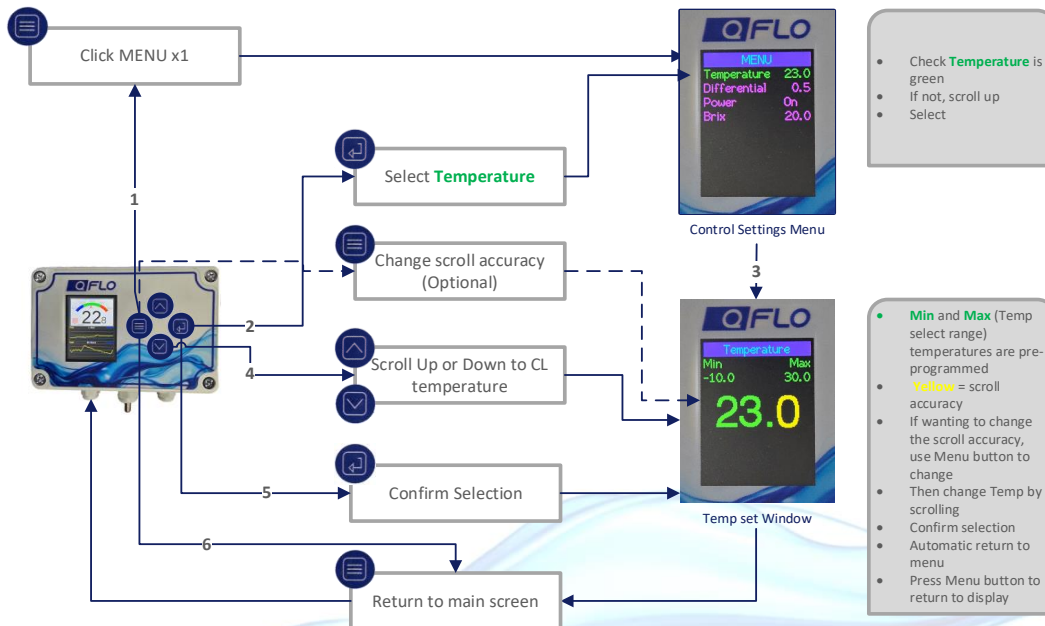 Click MENU x1
QFLO
MENU
Temperature 23.0
Differential 0.5
Power On
Brix 20.0
Control Settings Menu
• Check Temperature is
green
• If not, scroll up
• Select
1
Select Temperature
Change scroll accuracy
(Optional)
3
QFLO
22.8
2
4
Scroll Up or Down to CL
temperature
QFLO
Temperature
Min Max
-10.0 30.0
23.0
Temp set Window
• Min and Max (Temp
select range)
temperatures are pre-
programmed
• Yellow = scroll
accuracy
• If wanting to change
the scroll accuracy,
use Menu button to
change
• Then change Temp by
scrolling
• Confirm selection
• Automatic return to
menu
• Press Menu button to
return to display
5
Confirm Selection
6
Return to main screen